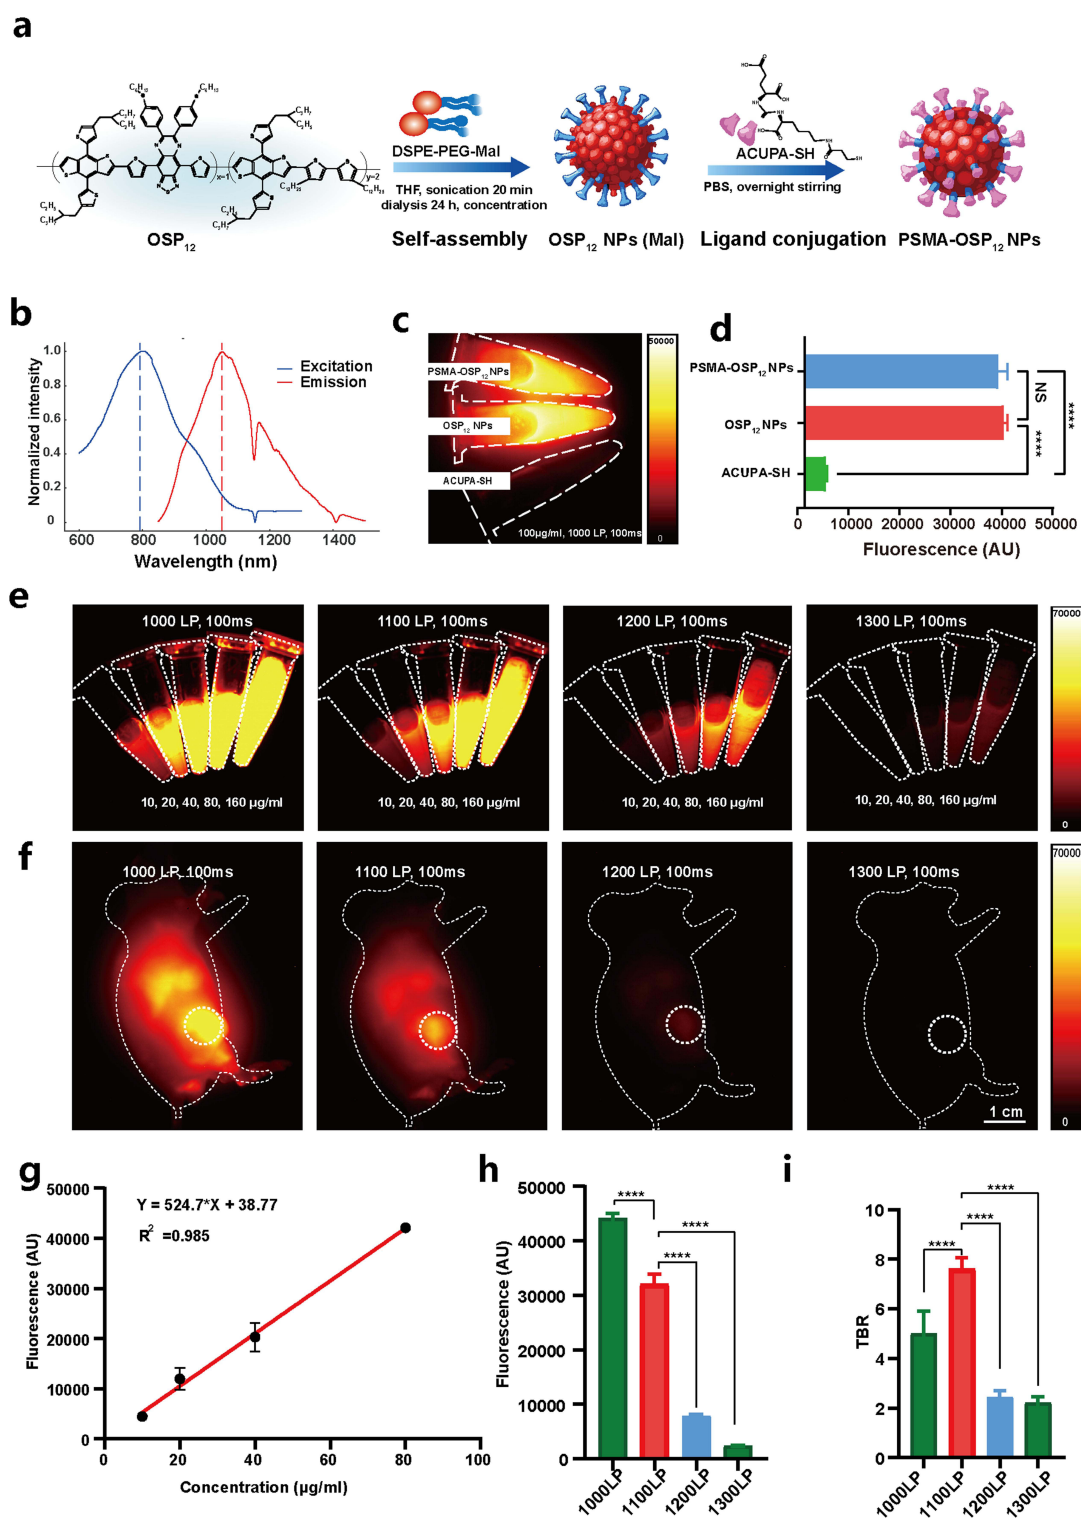 a
DSPE-PEG-Mal
THF, sonication 20 min
dialysis 24 h, concentration
ACUPA-SH
PBS, overnight stirring
OSP12
Self-assembly
OSP12 NPs (Mal)
Ligand conjugation
PSMA-OSP12 NPs
b
Normalized intensity
1.0
0.8
0.6
0.4
0.2
0
Excitation
Emission
600
800
1000
1200
1400
Wavelength (nm)
c
PSMA-OSP12 NPs
OSP12 NPs
ACUPA-SH
100µg/ml, 1000 LP, 100ms
50000
0
d
PSMA-OSP12 NPs
OSP12 NPs
ACUPA-SH
NS
****
****
0
10000
20000
30000
40000
50000
Fluorescence (AU)
e
1000 LP, 100ms
10, 20, 40, 80, 160 µg/ml
1100 LP, 100ms
10, 20, 40, 80, 160 µg/ml
1200 LP, 100ms
10, 20, 40, 80, 160 µg/ml
1300 LP, 100ms
10, 20, 40, 80, 160 µg/ml
70000
0
f
1000 LP, 100ms
1100 LP, 100ms
1200 LP, 100ms
1300 LP, 100ms
1 cm
70000
0
g
Y = 524.7*X + 38.77
R2 =0.985
Fluorescence (AU)
50000
40000
30000
20000
10000
0
0
20
40
60
80
100
Concentration (µg/ml)
h
Fluorescence (AU)
50000
40000
30000
20000
10000
0
****
****
****
1000LP
1100LP
1200LP
1300LP
i
TBR
10
8
6
4
2
0
****
****
****
1000LP
1100LP
1200LP
1300LP